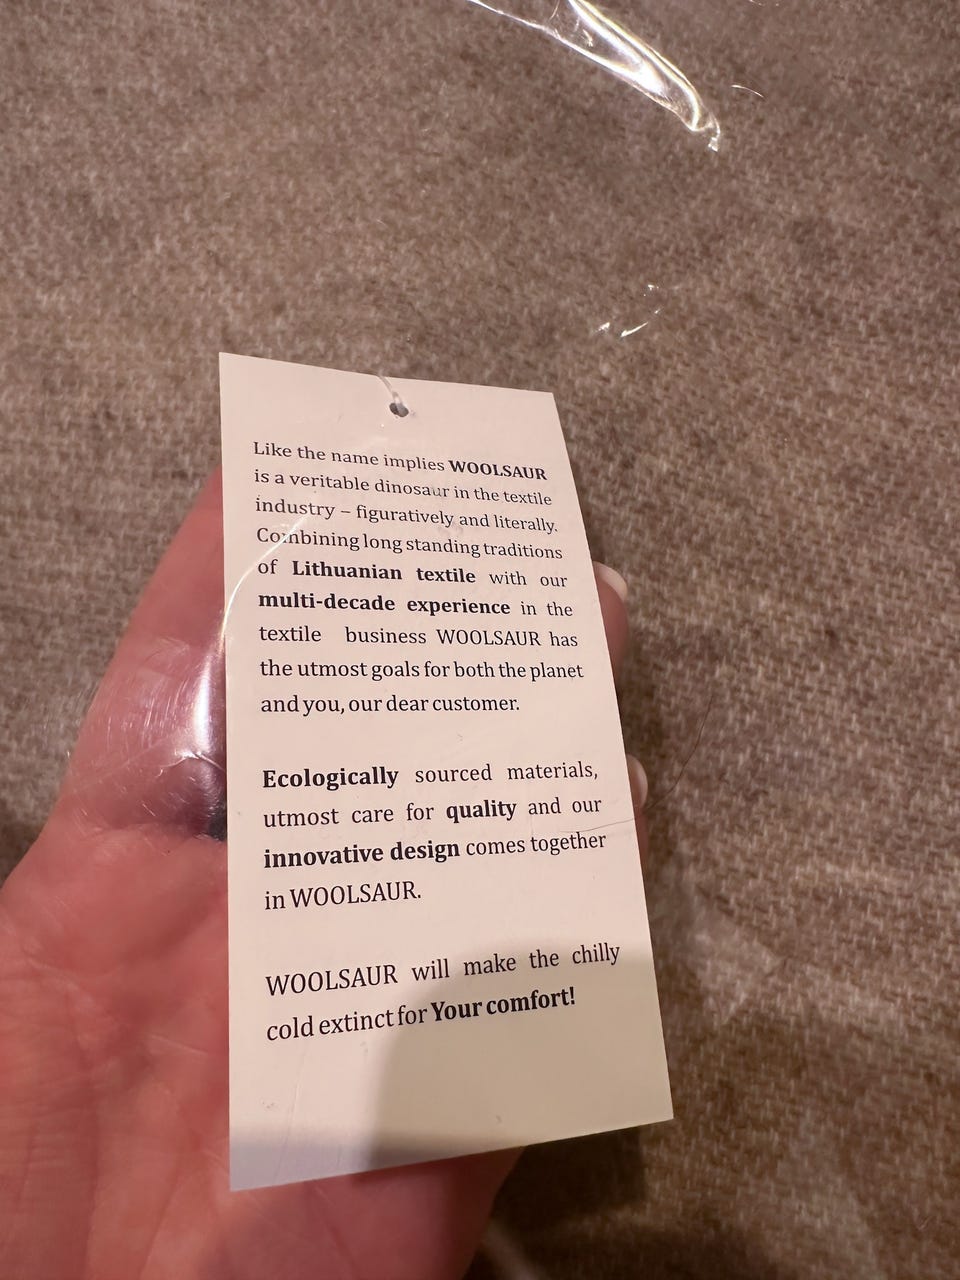 Like the name implies WOOLSAUR
is a veritable dinosaur in the textile
industry – figuratively and literally.
Combining long standing traditions
of Lithuanian textile with our
multi-decade experience in the
textile business WOOLSAUR has
the utmost goals for both the planet
and you, our dear customer.
Ecologically sourced materials,
utmost care for quality and our
innovative design comes together
in WOOLSAUR.
WOOLSAUR will make the chilly
cold extinct for Your comfort!